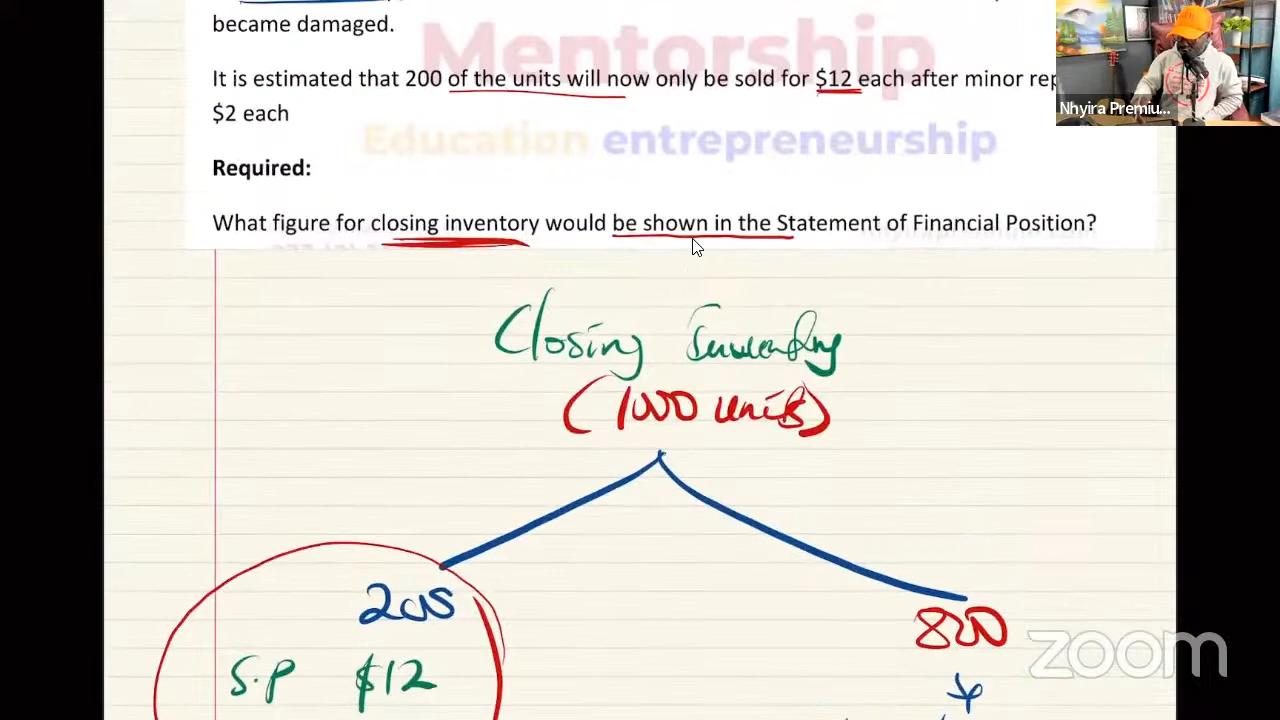 Mentorship
became damaged.
It is estimated that 200 of the units will now only be sold for $12 each after minor rep
Nhyira Premiu...
$2 each
Education entrepreneurship
Required:
What figure for closing inventory would be shown in the Statement of Financial Position?
Closing Inventory
(1000 units)
200
800
S.P $12
zoom